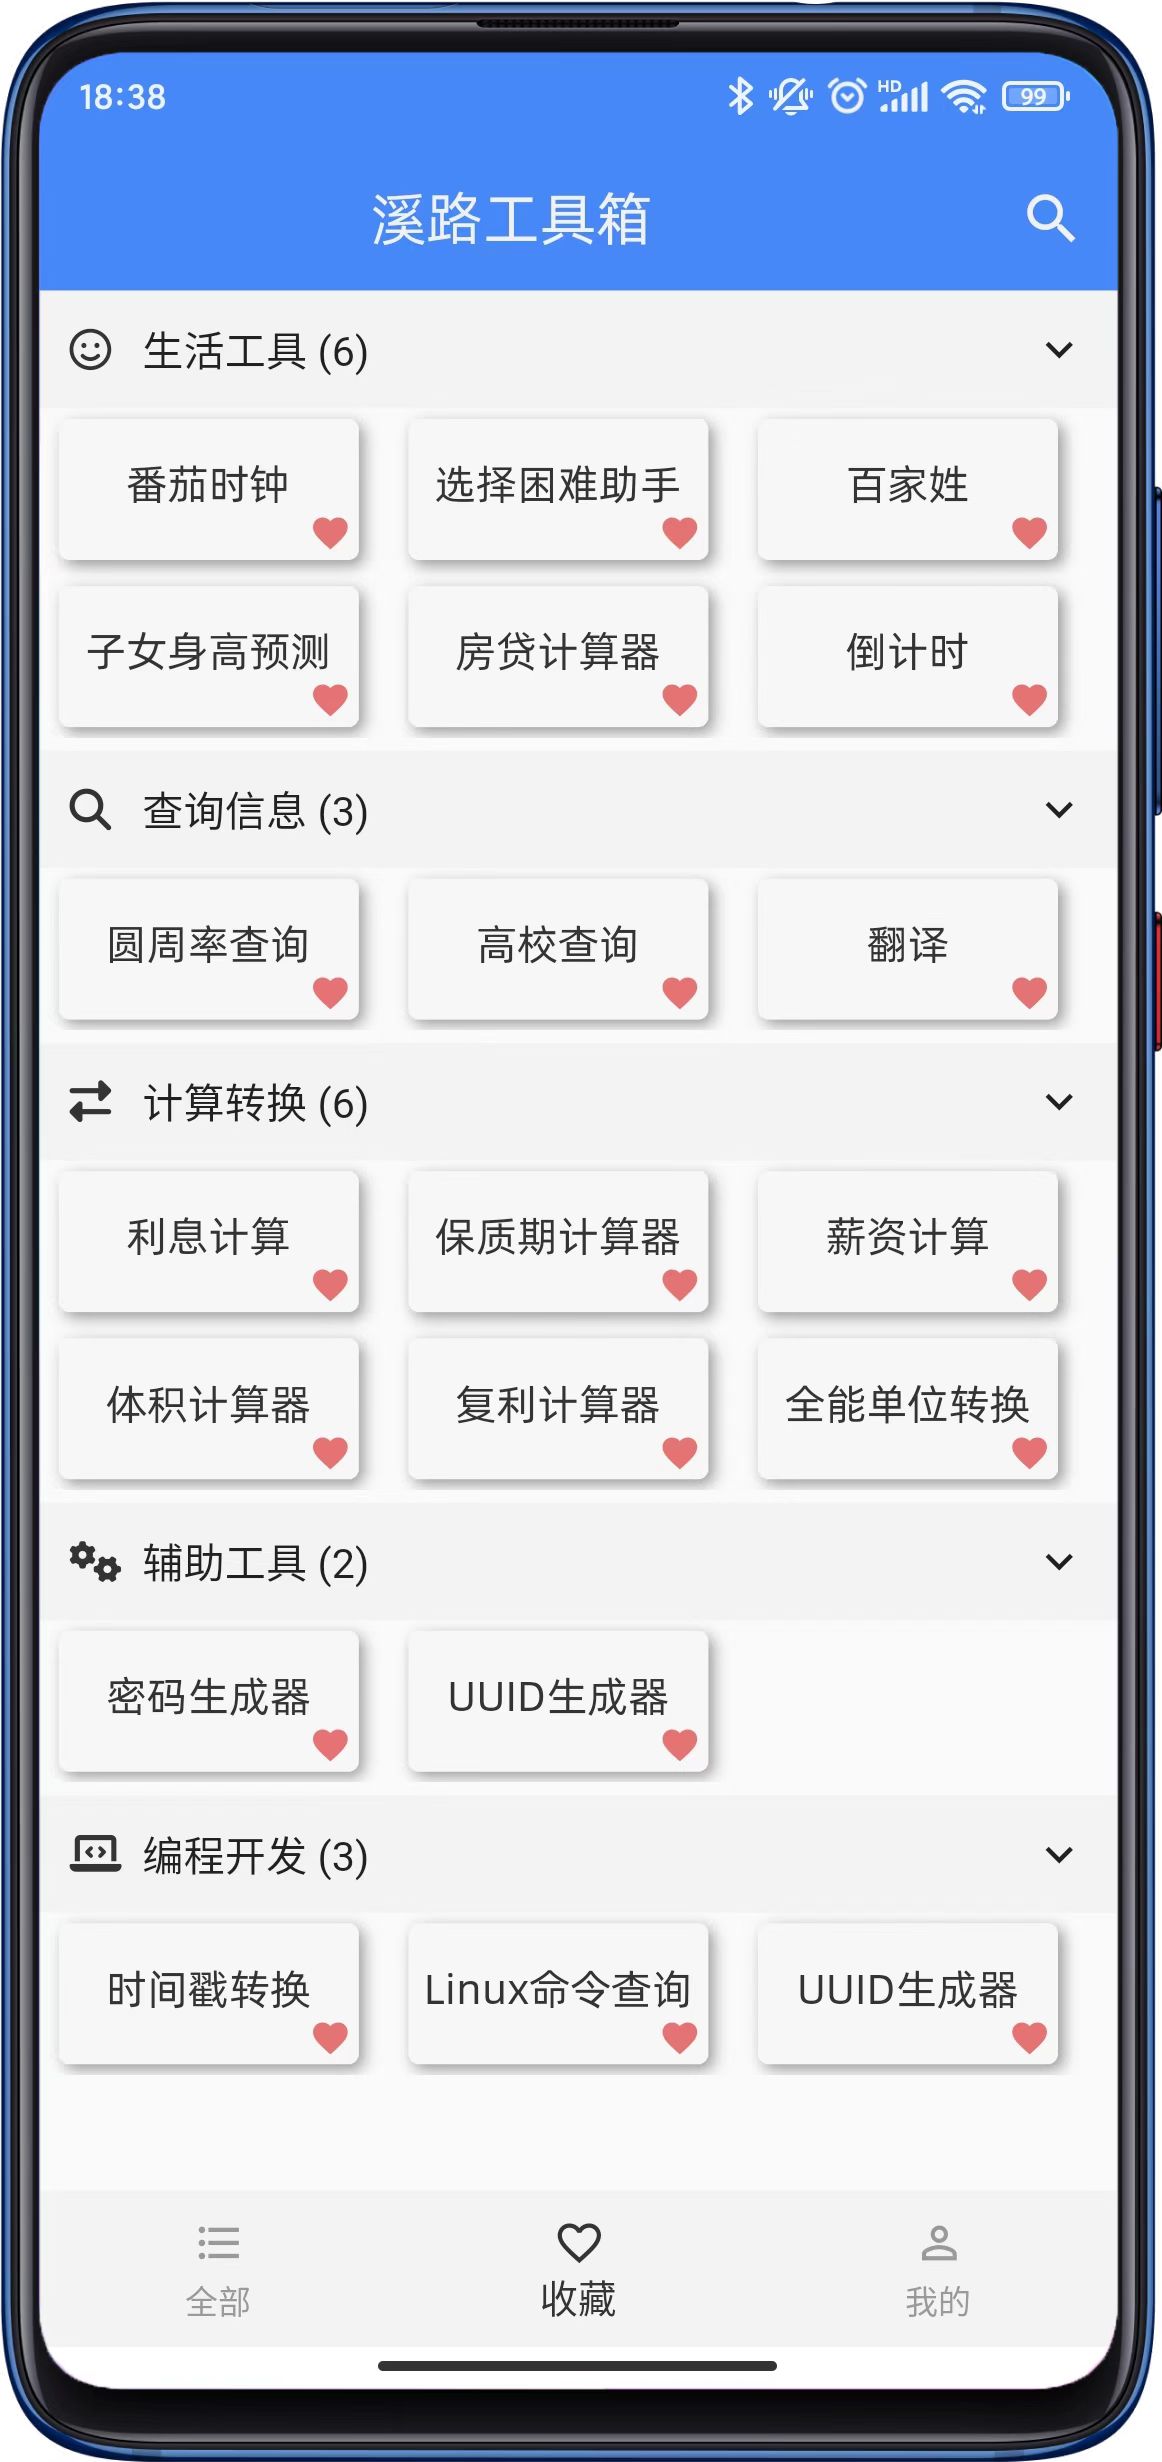 18:38
HD
99
溪路工具箱
生活工具 (6)
番茄时钟
选择困难助手
百家姓
子女身高预测
房贷计算器
倒计时
查询信息 (3)
圆周率查询
高校查询
翻译
计算转换 (6)
利息计算
保质期计算器
薪资计算
体积计算器
复利计算器
全能单位转换
辅助工具 (2)
密码生成器
UUID生成器
编程开发 (3)
时间戳转换
Linux命令查询
UUID生成器
全部
收藏
我的